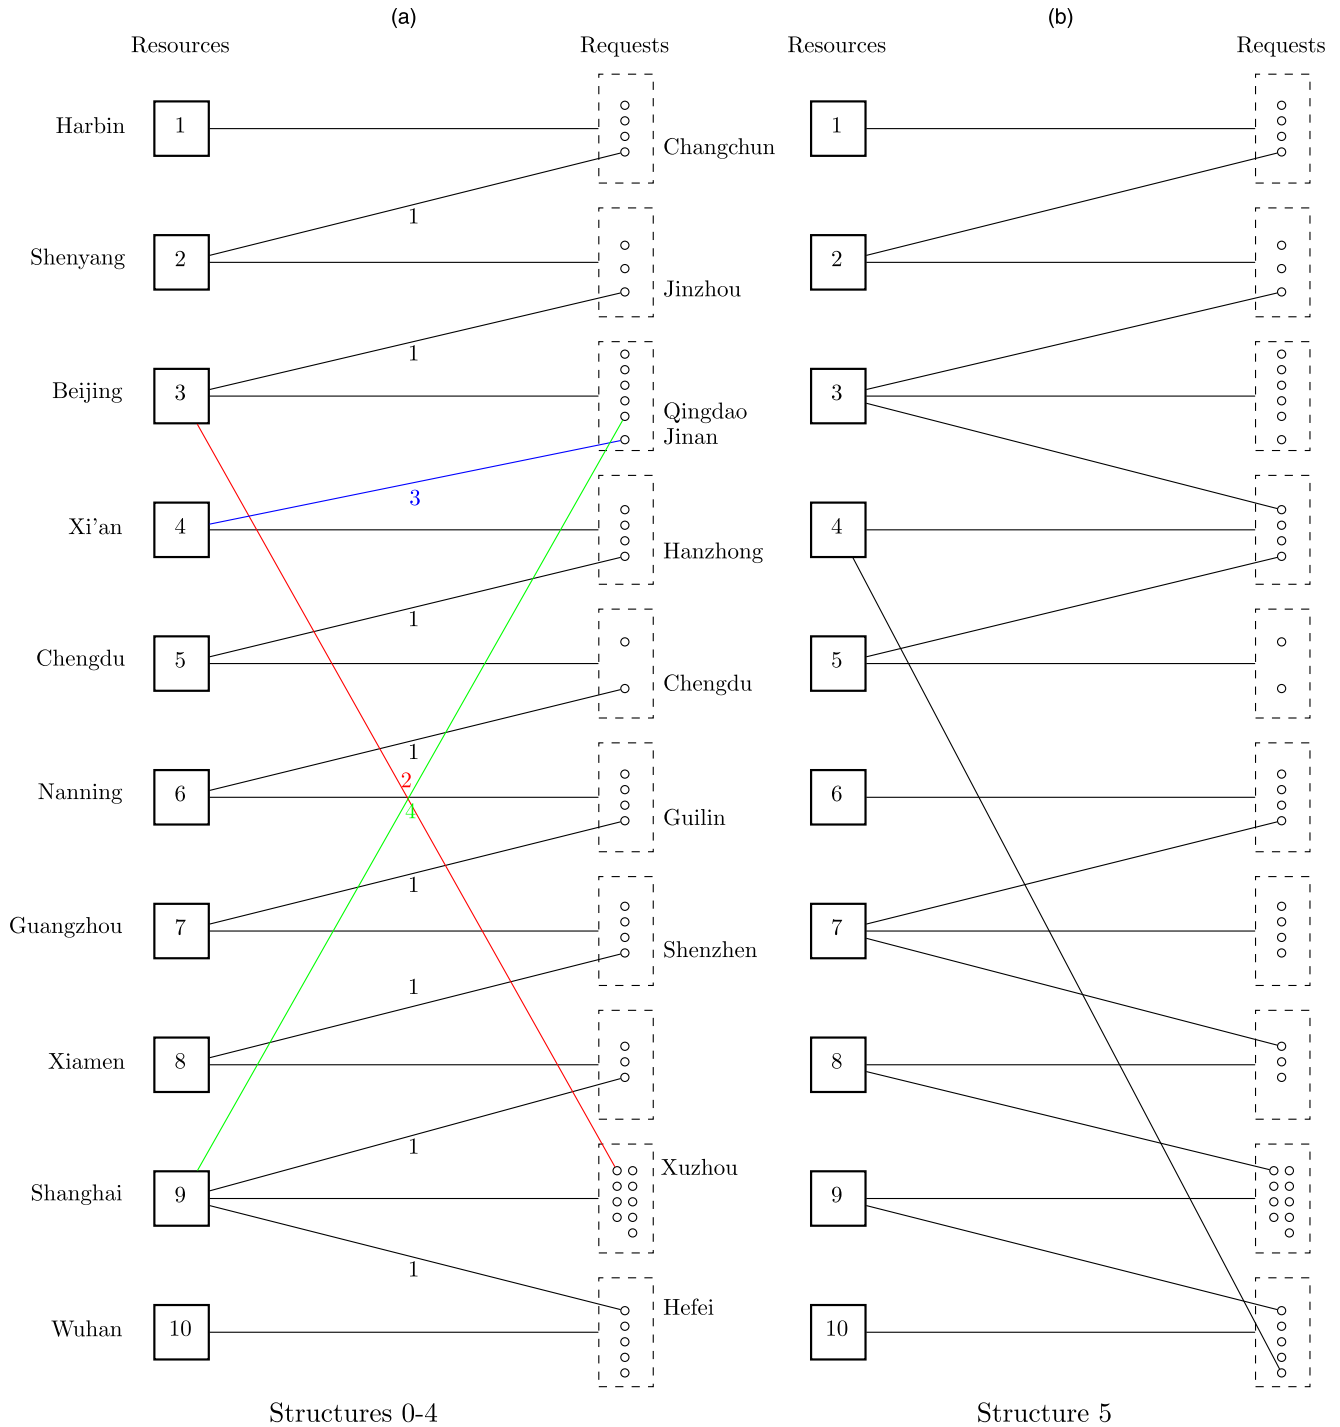 (a)
(b)
Resources
Requests
Resources
Requests
Harbin
1
Changchun
1
1
Shenyang
2
Jinzhou
2
1
Beijing
3
Qingdao
Jinan
3
3
Xi'an
4
Hanzhong
4
1
Chengdu
5
Chengdu
5
1
2
Nanning
6
4
Guilin
6
1
Guangzhou
7
Shenzhen
7
1
Xiamen
8
8
1
Xuzhou
Shanghai
9
9
1
Hefei
Wuhan
10
10
Structures 0-4
Structure 5